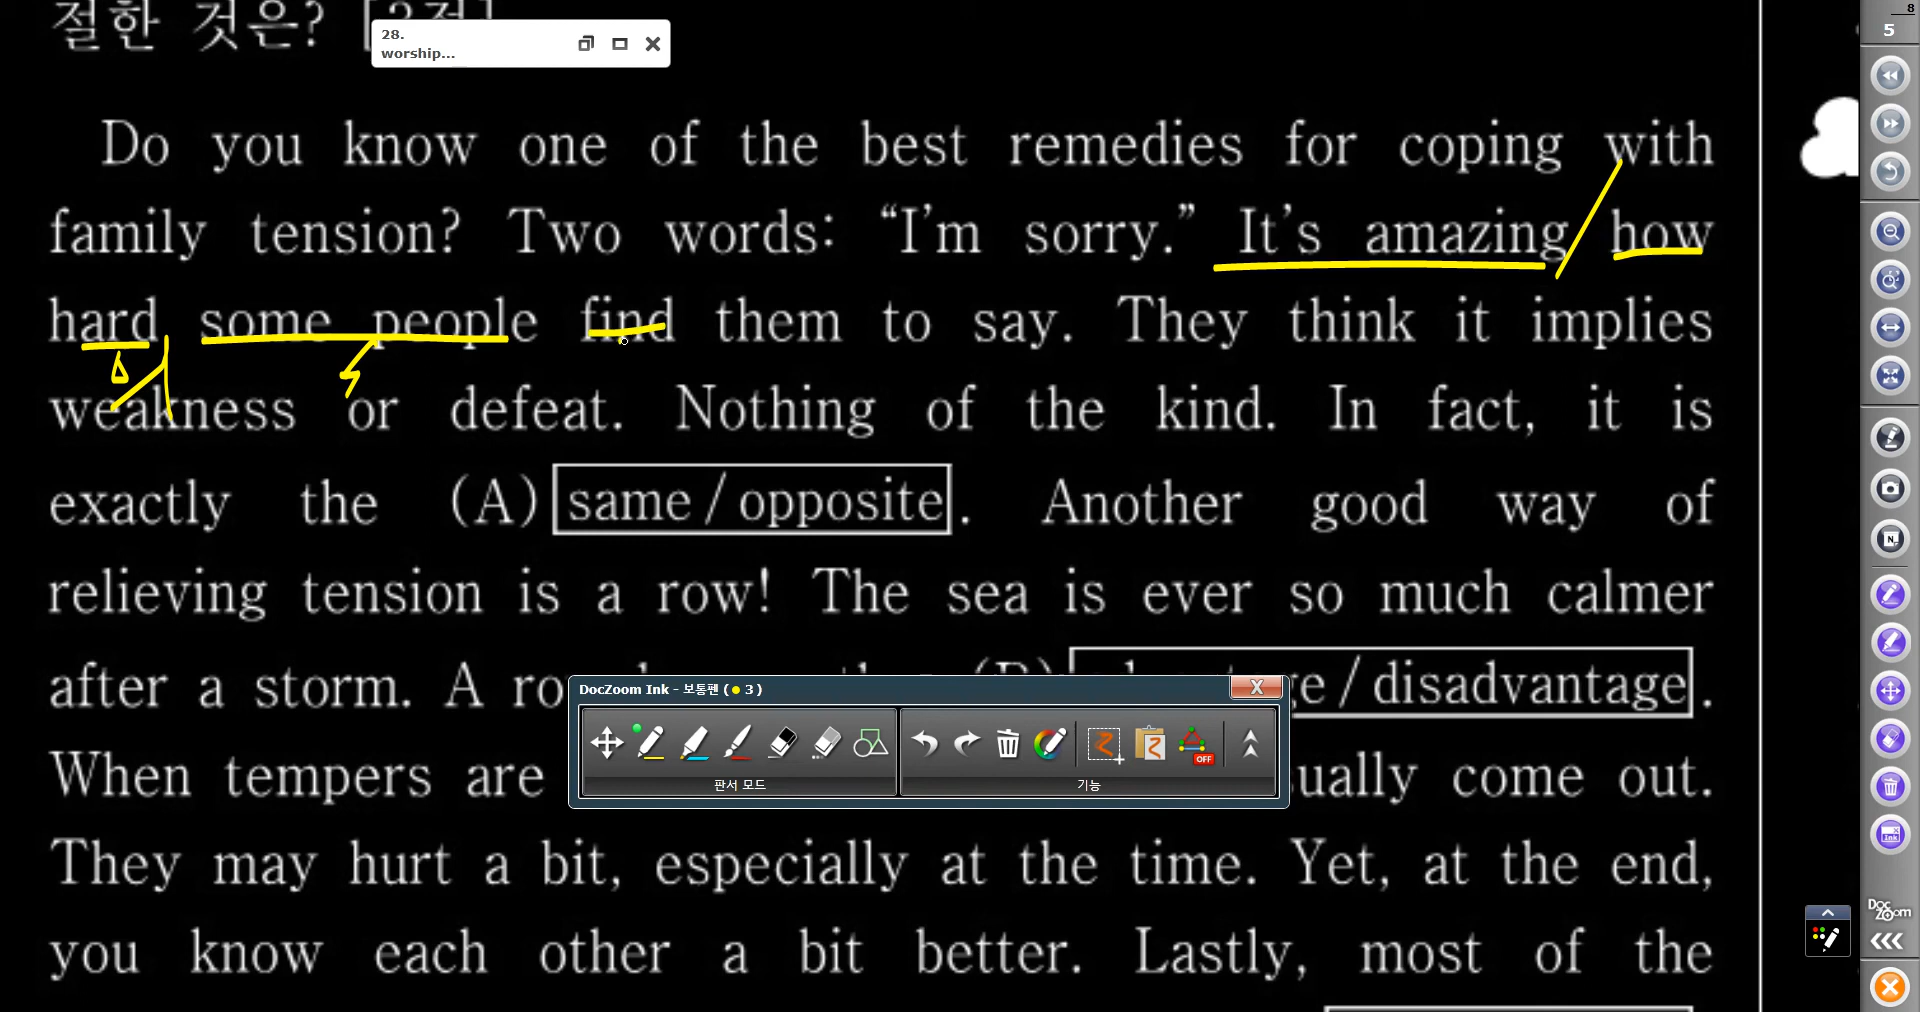 절한 것은? [3점]
28.
worship...
Do you know one of the best remedies for coping with
family tension? Two words: “I’m sorry.” It’s amazing how
hard some people find them to say. They think it implies
weakness or defeat. Nothing of the kind. In fact, it is
exactly the (A) same / opposite . Another good way of
relieving tension is a row! The sea is ever so much calmer
after a storm. A / disadvantage .
When tempers are come out.
They may hurt a bit, especially at the time. Yet, at the end,
you know each other a bit better. Lastly, most of the
DocZoom Ink - 보통펜 ( 3 )
OFF
판서 모드
기능
8
5
N
Ink
Doc
Zoom